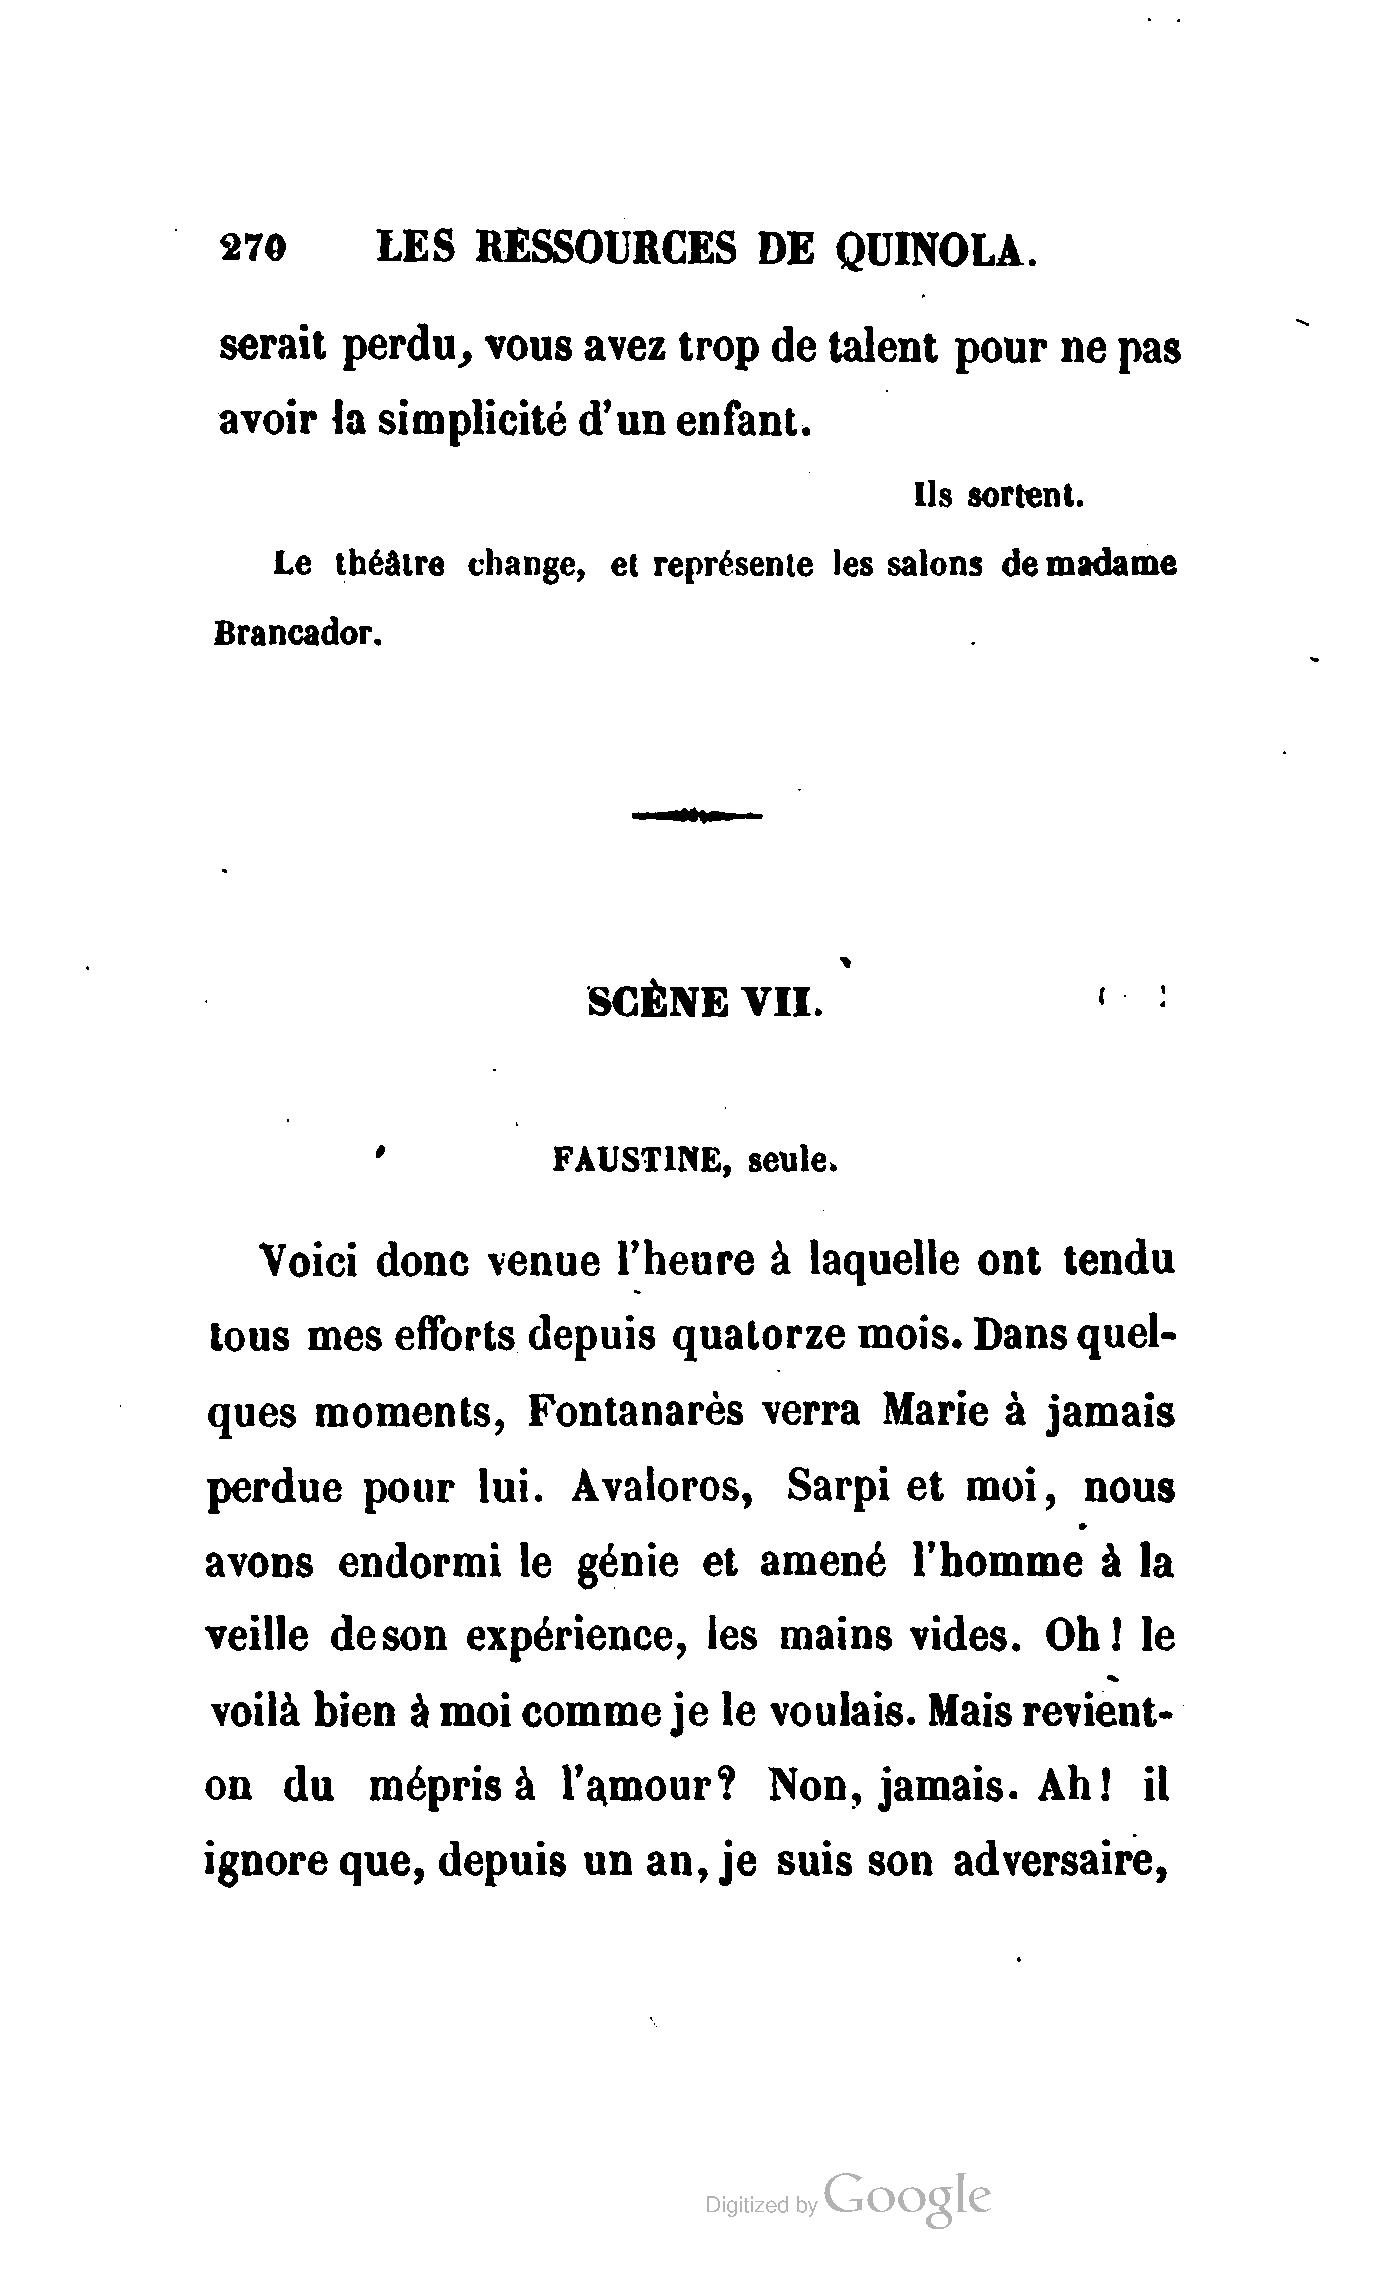 270 LES RESSOURCES DE QUINOLA.
serait perdu, vous avez trop de talent pour ne pas
avoir la simplicité d'un enfant.
Ils sortent.
Le théâtre change, et représente les salons de madame
Brancador.
SCÈNE VII.
FAUSTINE, seule.
Voici donc venue l'heure à laquelle ont tendu
tous mes efforts depuis quatorze mois. Dans quel-
ques moments, Fontanarès verra Marie à jamais
perdue pour lui. Avaloros, Sarpi et moi, nous
avons endormi le génie et amené l'homme à la
veille de son expérience, les mains vides. Oh! le
voilà bien à moi comme je le voulais. Mais revient-
on du mépris à l'amour? Non, jamais. Ah! il
ignore que, depuis un an, je suis son adversaire,
Digitized by Google